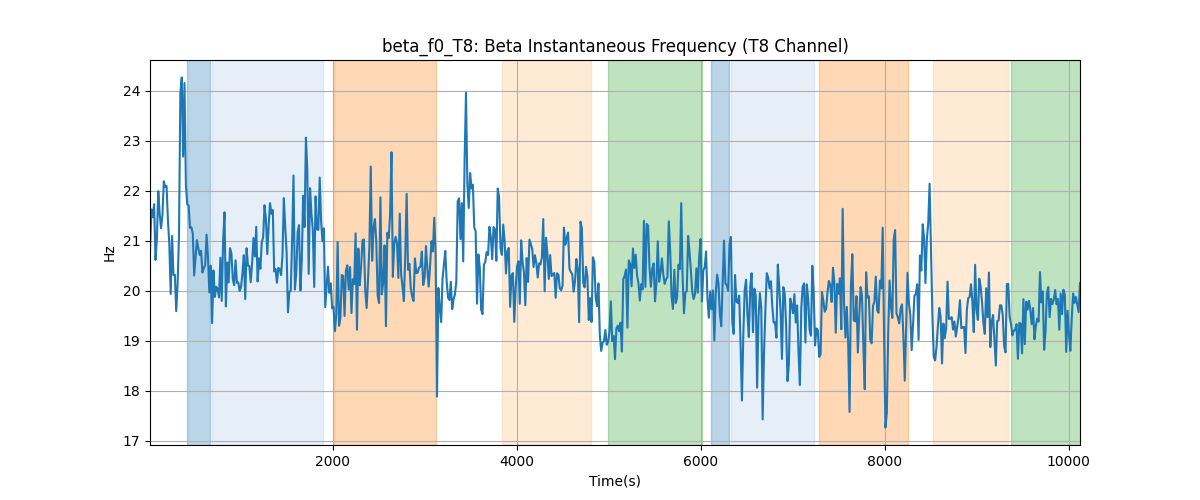 beta_f0_T8: Beta Instantaneous Frequency (T8 Channel)
24
23
22
21
20
19
18
17
Hz
2000 4000 6000 8000 10000
Time(s)